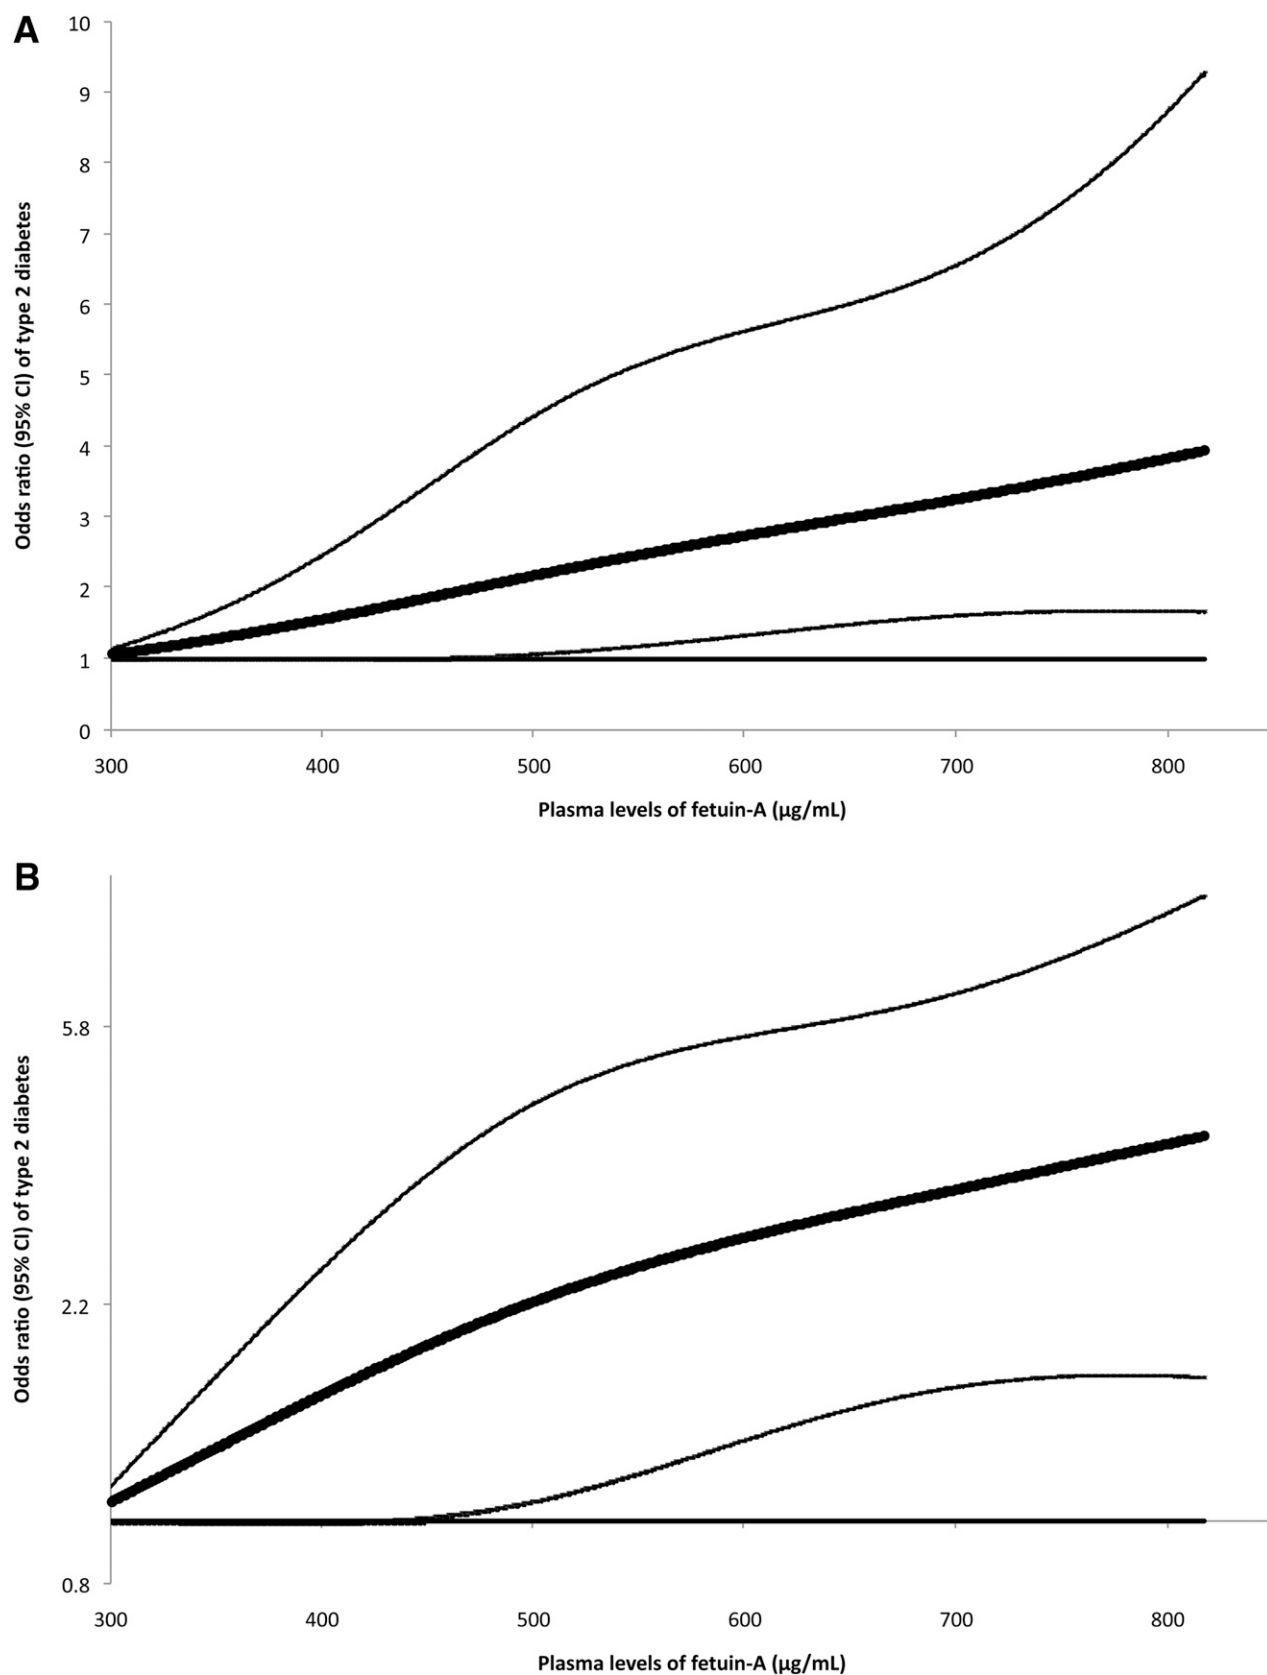 A
10
9
8
7
6
5
4
3
2
1
0
Odds ratio (95% CI) of type 2 diabetes
300 400 500 600 700 800
Plasma levels of fetuin-A (µg/mL)
B
5.8
2.2
0.8
Odds ratio (95% CI) of type 2 diabetes
300 400 500 600 700 800
Plasma levels of fetuin-A (µg/mL)